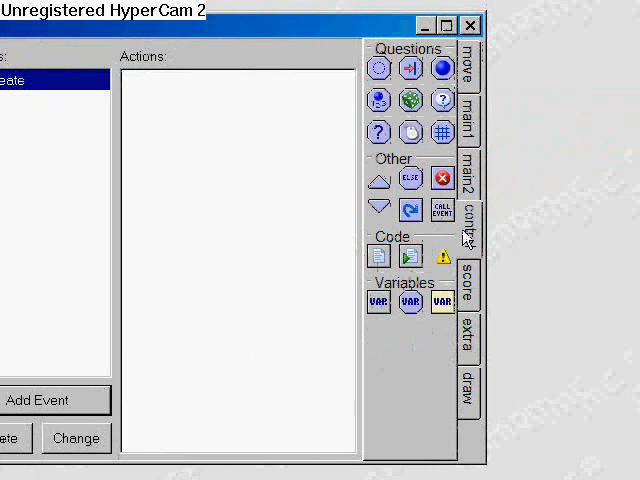 Unregistered HyperCam 2
s:
Actions:
eate
Questions
?
?
Other
ELSE
CALL
EVENT
Code
Variables
VAR
VAR
VAR
move
main1
main2
score
extra
draw
Add Event
ete
Change